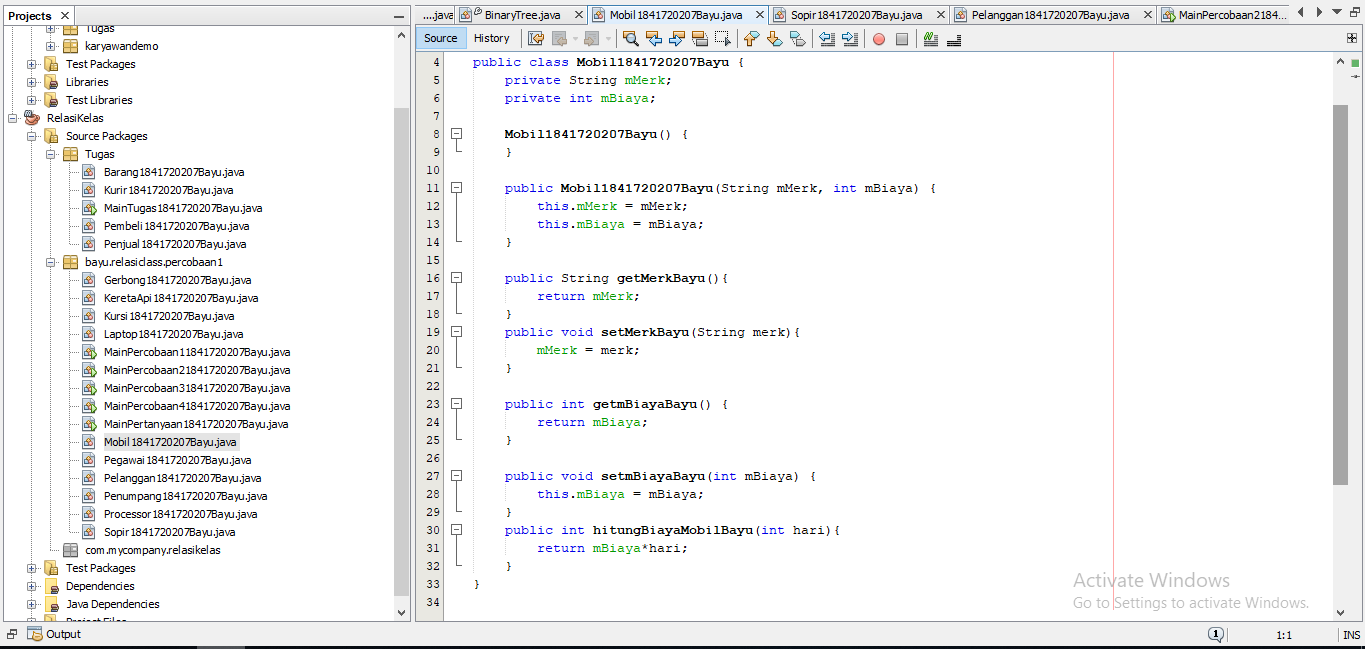 Projects
Tugas
karyawandemo
Test Packages
Libraries
Test Libraries
RelasiKelas
Source Packages
Tugas
Barang1841720207Bayu.java
Kurir1841720207Bayu.java
MainTugas1841720207Bayu.java
Pembeli1841720207Bayu.java
Penjual1841720207Bayu.java
bayu.relasiclass.percobaan1
Gerbong1841720207Bayu.java
KeretaApi1841720207Bayu.java
Kursi1841720207Bayu.java
Laptop1841720207Bayu.java
MainPercobaan11841720207Bayu.java
MainPercobaan21841720207Bayu.java
MainPercobaan31841720207Bayu.java
MainPercobaan41841720207Bayu.java
MainPertanyaan1841720207Bayu.java
Mobil1841720207Bayu.java
Pegawai1841720207Bayu.java
Pelanggan1841720207Bayu.java
Penumpang1841720207Bayu.java
Processor1841720207Bayu.java
Sopir1841720207Bayu.java
com.mycompany.relasikelas
Test Packages
Dependencies
Java Dependencies
Project Files
....java BinaryTree.java Mobil1841720207Bayu.java Sopir1841720207Bayu.java Pelanggan1841720207Bayu.java MainPercobaan2184...
Source History
4 public class Mobil1841720207Bayu {
5 private String mMerk;
6 private int mBiaya;
7
8 Mobil1841720207Bayu() {
9 }
10
11 public Mobil1841720207Bayu(String mMerk, int mBiaya) {
12 this.mMerk = mMerk;
13 this.mBiaya = mBiaya;
14 }
15
16 public String getMerkBayu(){
17 return mMerk;
18 }
19 public void setMerkBayu(String merk){
20 mMerk = merk;
21 }
22
23 public int getmBiayaBayu() {
24 return mBiaya;
25 }
26
27 public void setmBiayaBayu(int mBiaya) {
28 this.mBiaya = mBiaya;
29 }
30 public int hitungBiayaMobilBayu(int hari){
31 return mBiaya*hari;
32 }
33 }
34
Activate Windows
Go to Settings to activate Windows.
Output
1
1:1
INS